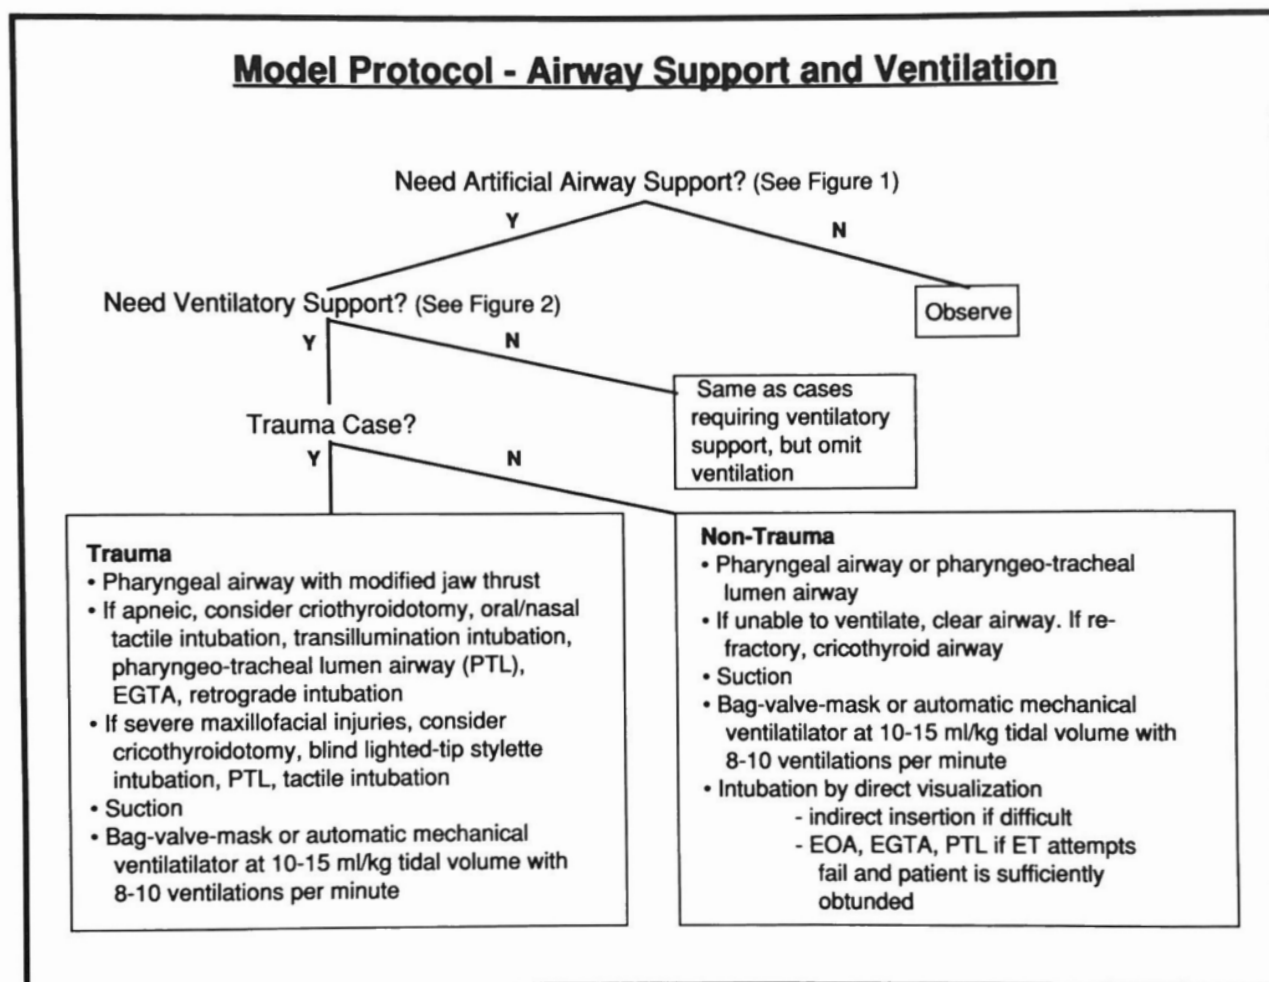 Model Protocol - Airway Support and Ventilation
Need Artificial Airway Support? (See Figure 1)
Y
N
Need Ventilatory Support? (See Figure 2)
Observe
Y
N
Same as cases
requiring ventilatory
support, but omit
ventilation
Trauma Case?
Y
N
Trauma
• Pharyngeal airway with modified jaw thrust
• If apneic, consider criothyroidotomy, oral/nasal
tactile intubation, transillumination intubation,
pharyngeo-tracheal lumen airway (PTL),
EGTA, retrograde intubation
• If severe maxillofacial injuries, consider
cricothyroidotomy, blind lighted-tip stylette
intubation, PTL, tactile intubation
• Suction
• Bag-valve-mask or automatic mechanical
ventilatilator at 10-15 ml/kg tidal volume with
8-10 ventilations per minute
Non-Trauma
• Pharyngeal airway or pharyngeo-tracheal
lumen airway
• If unable to ventilate, clear airway. If re-
fractory, cricothyroid airway
• Suction
• Bag-valve-mask or automatic mechanical
ventilatilator at 10-15 ml/kg tidal volume with
8-10 ventilations per minute
• Intubation by direct visualization
- indirect insertion if difficult
- EOA, EGTA, PTL if ET attempts
fail and patient is sufficiently
obtunded